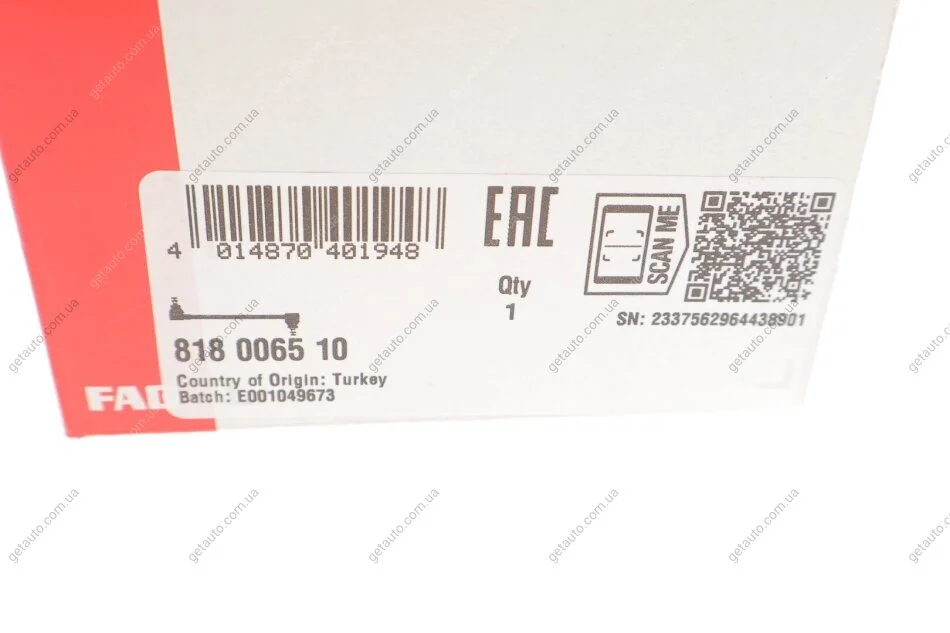 4 014870 401948
EAC
SCAN ME
Qty
1
SN: 2337562964438901
818 0065 10
Country of Origin: Turkey
Batch: E001049673
FAD
getauto.com.ua